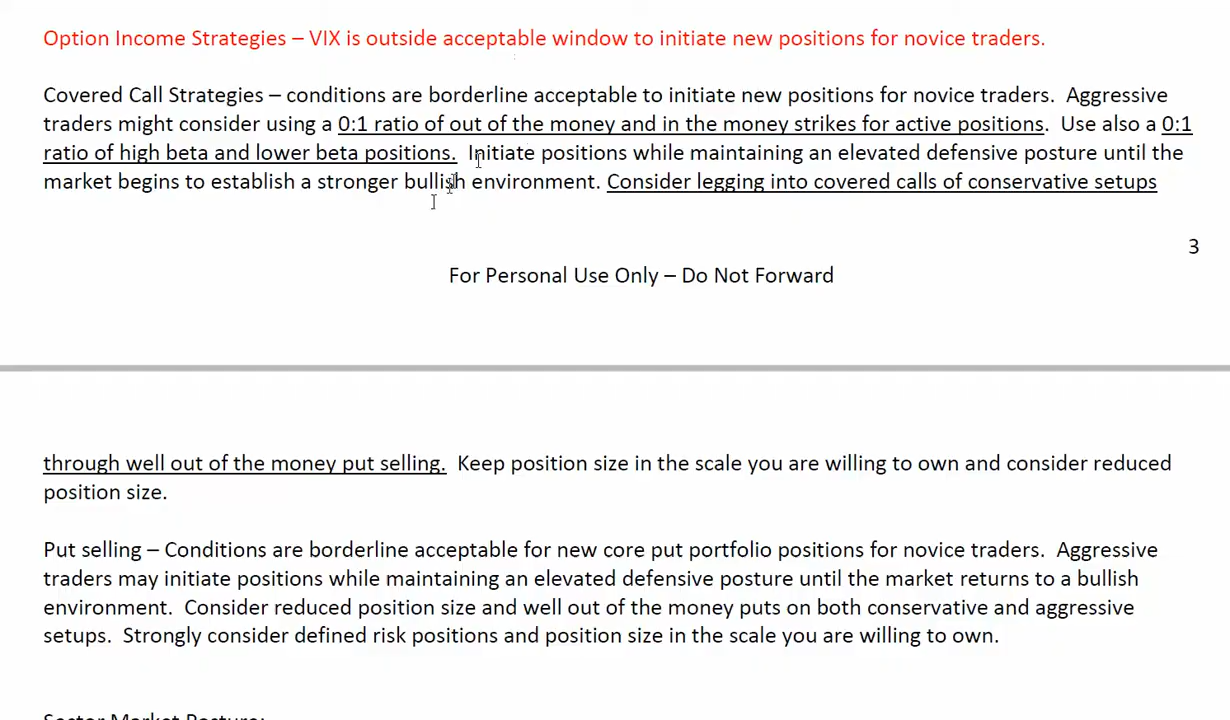 Option Income Strategies – VIX is outside acceptable window to initiate new positions for novice traders.
Covered Call Strategies – conditions are borderline acceptable to initiate new positions for novice traders.  Aggressive
traders might consider using a 0:1 ratio of out of the money and in the money strikes for active positions.  Use also a 0:1
ratio of high beta and lower beta positions.  Initiate positions while maintaining an elevated defensive posture until the
market begins to establish a stronger bullish environment. Consider legging into covered calls of conservative setups
3
For Personal Use Only – Do Not Forward
through well out of the money put selling.  Keep position size in the scale you are willing to own and consider reduced
position size.
Put selling – Conditions are borderline acceptable for new core put portfolio positions for novice traders.  Aggressive
traders may initiate positions while maintaining an elevated defensive posture until the market returns to a bullish
environment.  Consider reduced position size and well out of the money puts on both conservative and aggressive
setups.  Strongly consider defined risk positions and position size in the scale you are willing to own.
Sector Market Posture: